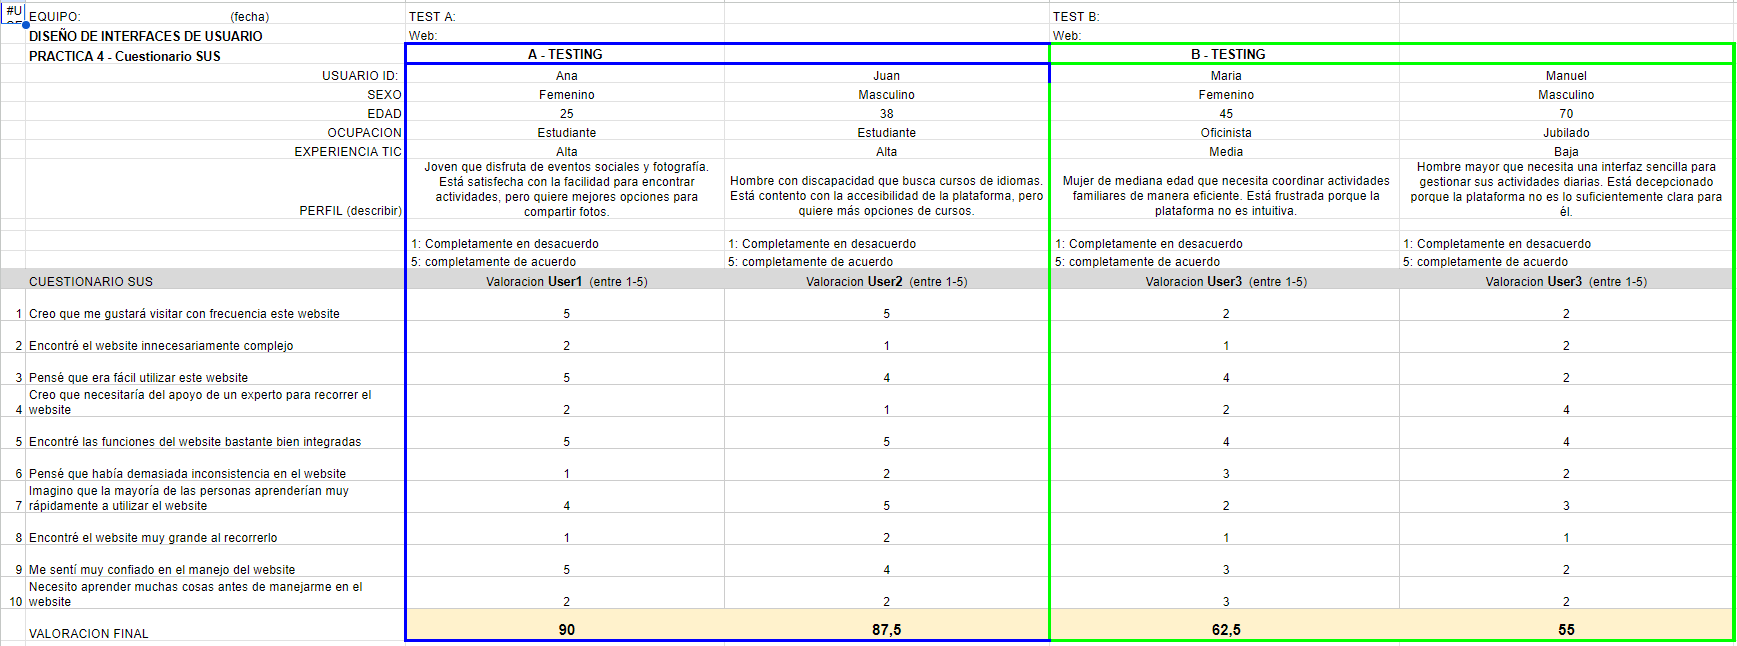 #U
EQUIPO: (fecha) TEST A: TEST B:
DISEÑO DE INTERFACES DE USUARIO Web: Web:
PRACTICA 4 - Cuestionario SUS A - TESTING B - TESTING
USUARIO ID: Ana Juan Maria Manuel
SEXO Femenino Masculino Femenino Masculino
EDAD 25 38 45 70
OCUPACION Estudiante Estudiante Oficinista Jubilado
EXPERIENCIA TIC Alta Alta Media Baja
PERFIL (describir)
Joven que disfruta de eventos sociales y fotografía.
Está satisfecha con la facilidad para encontrar
actividades, pero quiere mejores opciones para
compartir fotos.
Hombre con discapacidad que busca cursos de idiomas.
Está contento con la accesibilidad de la plataforma, pero
quiere más opciones de cursos.
Mujer de mediana edad que necesita coordinar actividades
familiares de manera eficiente. Está frustrada porque la
plataforma no es intuitiva.
Hombre mayor que necesita una interfaz sencilla para
gestionar sus actividades diarias. Está decepcionado
porque la plataforma no es lo suficientemente clara para
él.
1: Completamente en desacuerdo 1: Completamente en desacuerdo 1: Completamente en desacuerdo 1: Completamente en desacuerdo
5: completamente de acuerdo 5: completamente de acuerdo 5: completamente de acuerdo 5: completamente de acuerdo
CUESTIONARIO SUS Valoracion User1 (entre 1-5) Valoracion User2 (entre 1-5) Valoracion User3 (entre 1-5) Valoracion User3 (entre 1-5)
1 Creo que me gustará visitar con frecuencia este website 5 5 2 2
2 Encontré el website innecesariamente complejo 2 1 1 2
3 Pensé que era fácil utilizar este website 5 4 4 2
Creo que necesitaría del apoyo de un experto para recorrer el
4 website 2 1 2 4
5 Encontré las funciones del website bastante bien integradas 5 5 4 4
6 Pensé que había demasiada inconsistencia en el website 1 2 3 2
Imagino que la mayoría de las personas aprenderían muy
7 rápidamente a utilizar el website 4 5 2 3
8 Encontré el website muy grande al recorrerlo 1 2 1 1
9 Me sentí muy confiado en el manejo del website 5 4 3 2
Necesito aprender muchas cosas antes de manejarme en el
10 website 2 2 3 2
VALORACION FINAL 90 87,5 62,5 55